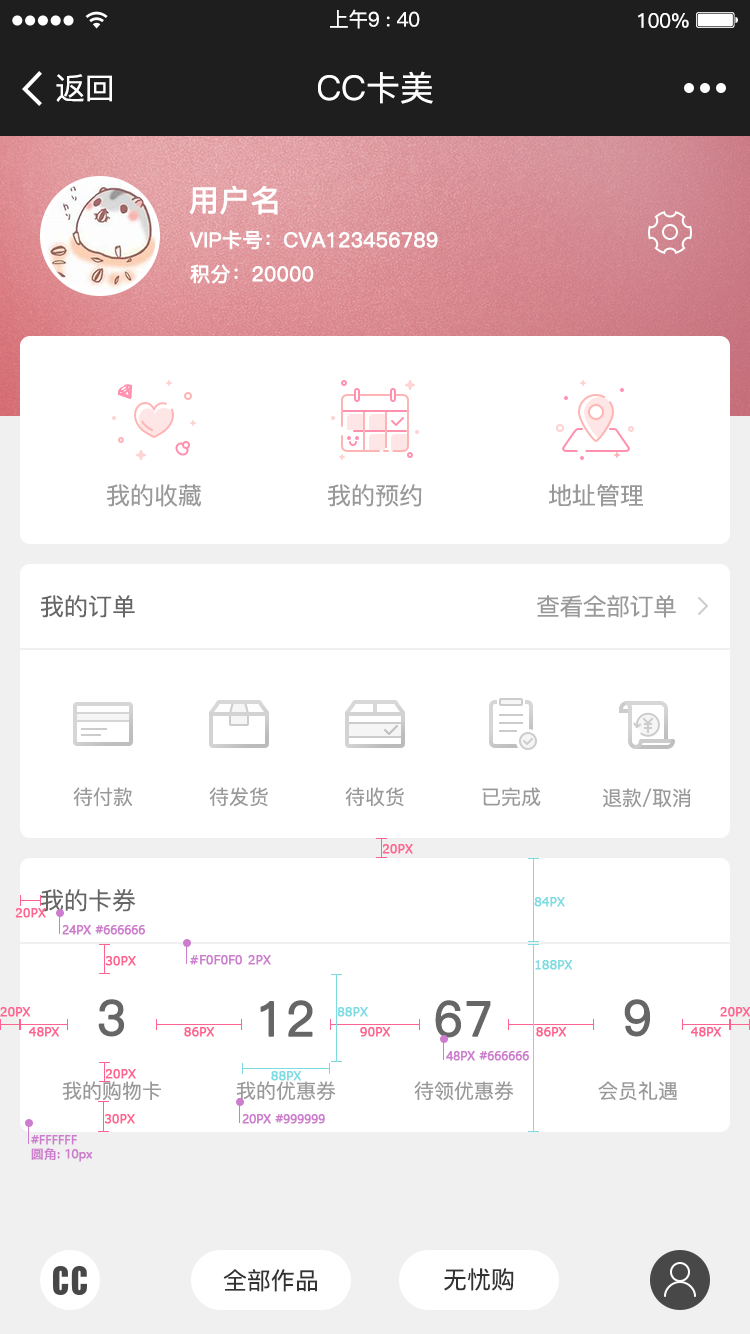 上午9 : 40
100%
返回
CC卡美
用户名
VIP卡号：CVA123456789
积分：20000
我的收藏
我的预约
地址管理
我的订单
查看全部订单
待付款
待发货
待收货
已完成
退款/取消
20PX
我的卡券
84PX
20PX
24PX #666666
30PX
#F0F0F0 2PX
188PX
3
12
67
9
20PX
48PX
86PX
88PX
90PX
86PX
48PX
20PX
48PX #666666
20PX
88PX
我的购物卡
我的优惠券
待领优惠券
会员礼遇
30PX
20PX #999999
#FFFFFF
圆角: 10px
CC
全部作品
无忧购